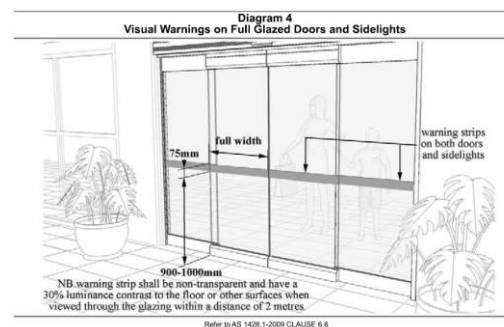 Diagram 4
Visual Warnings on Full Glazed Doors and Sidelights
full width
75mm
warning strips
on both doors
and sidelights
900-1000mm
NB warning strip shall be non-transparent and have a
30% luminance contrast to the floor or other surfaces when
viewed through the glazing within a distance of 2 metres.
Refer to AS 1428.1-2009 CLAUSE 6.6